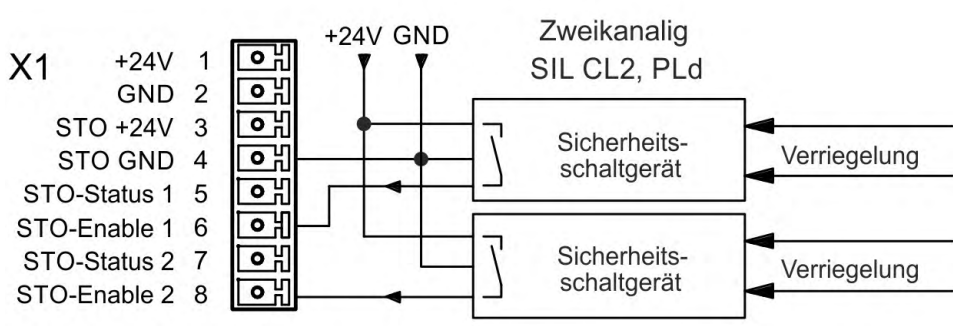 +24V GND
Zweikanalig
SIL CL2, PLd
X1
+24V 1
GND 2
STO +24V 3
STO GND 4
STO-Status 1 5
STO-Enable 1 6
STO-Status 2 7
STO-Enable 2 8
Sicherheits-
schaltgerät
Verriegelung
Sicherheits-
schaltgerät
Verriegelung